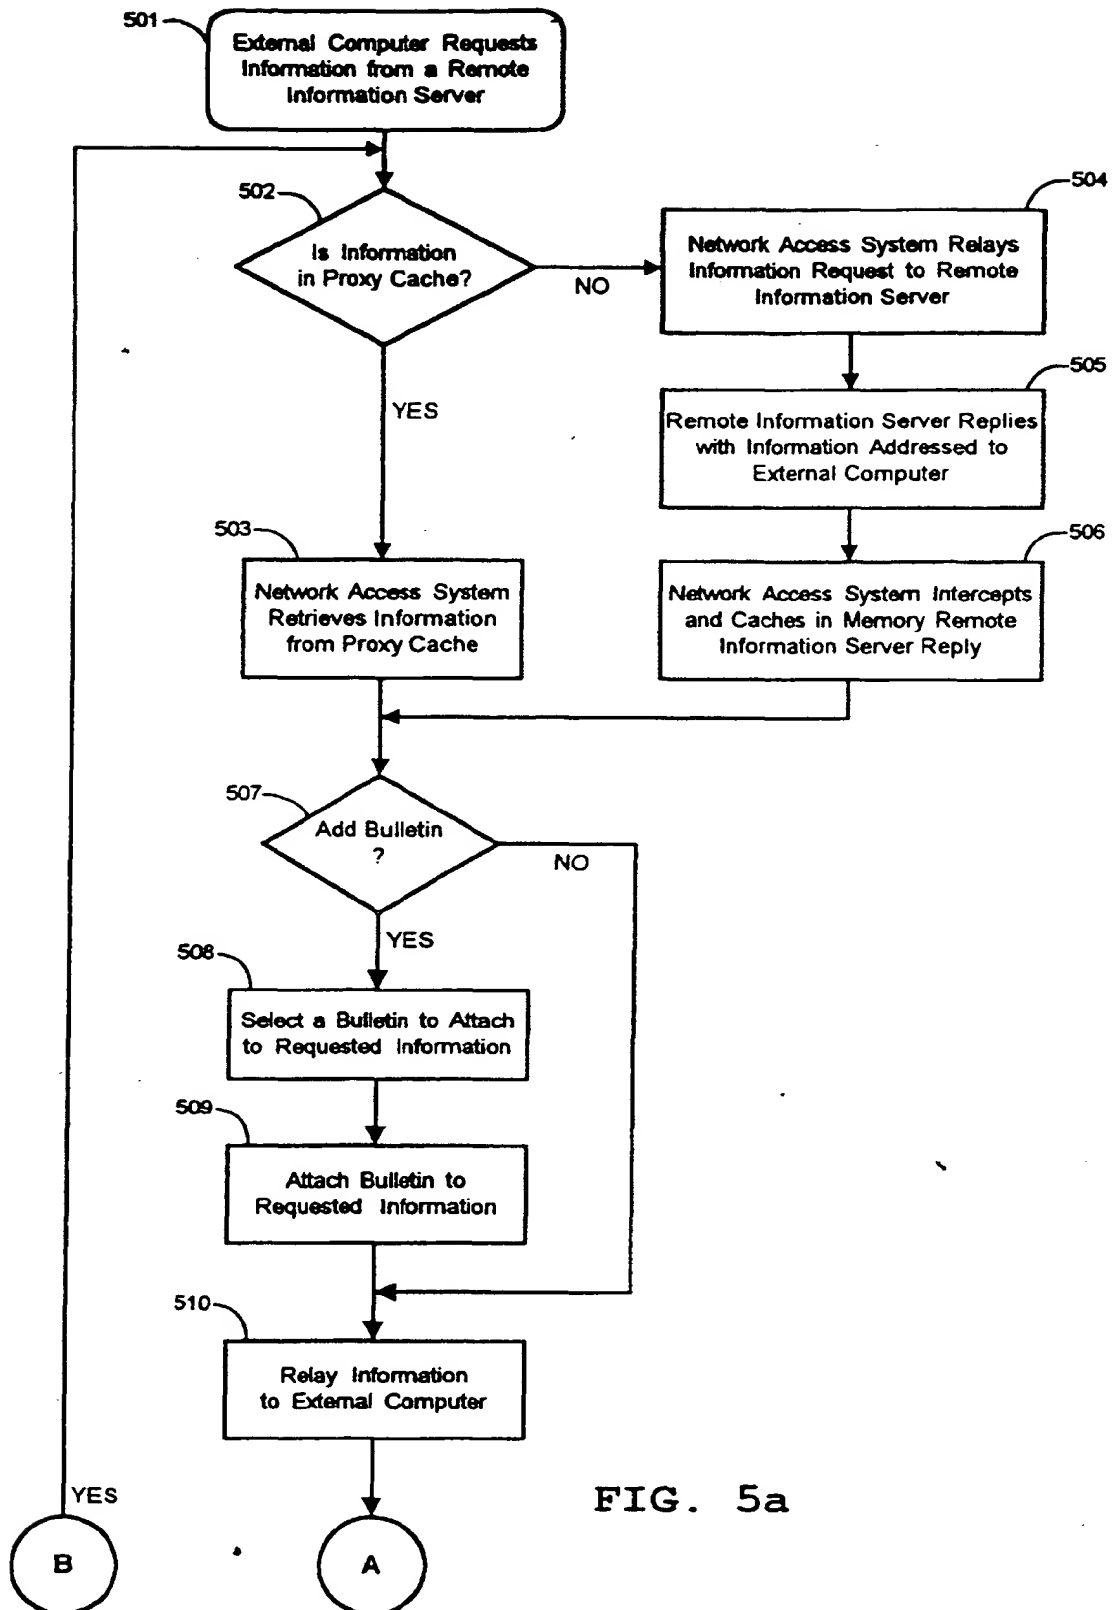 501
External Computer Requests
Information from a Remote
Information Server
502
Is Information
in Proxy Cache?
NO
504
Network Access System Relays
Information Request to Remote
Information Server
YES
505
Remote Information Server Replies
with Information Addressed to
External Computer
503
Network Access System
Retrieves Information
from Proxy Cache
506
Network Access System Intercepts
and Caches in Memory Remote
Information Server Reply
507
Add Bulletin
?
NO
YES
508
Select a Bulletin to Attach
to Requested Information
509
Attach Bulletin to
Requested Information
510
Relay Information
to External Computer
YES
FIG. 5a
B
A